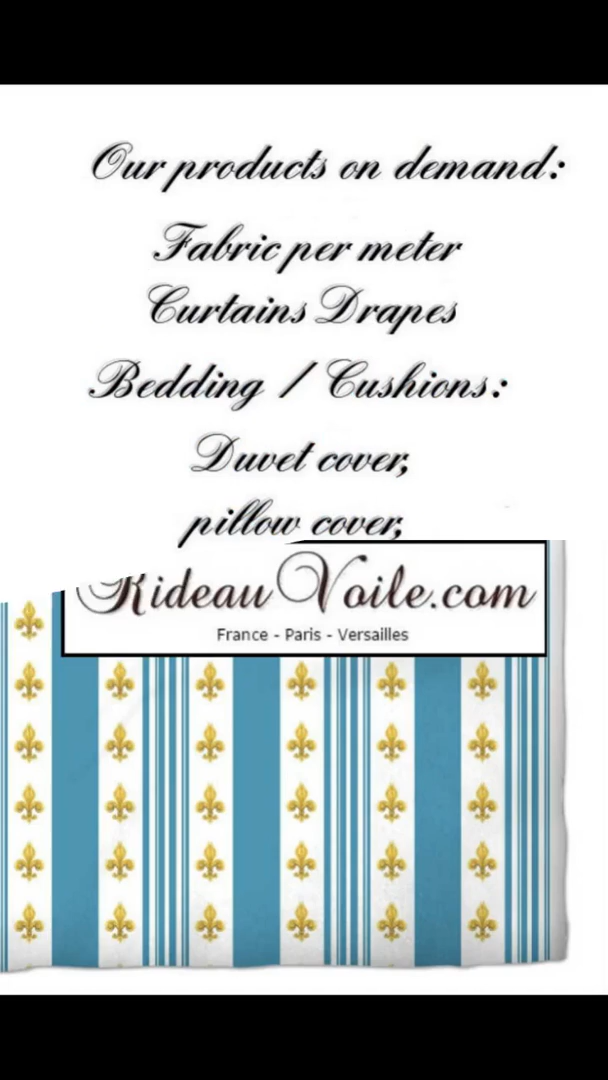 Our products on demand:
Fabric per meter
Curtains Drapes
Bedding / Cushions:
Duvet cover,
pillow cover,
RideauVoile.com
France - Paris - Versailles